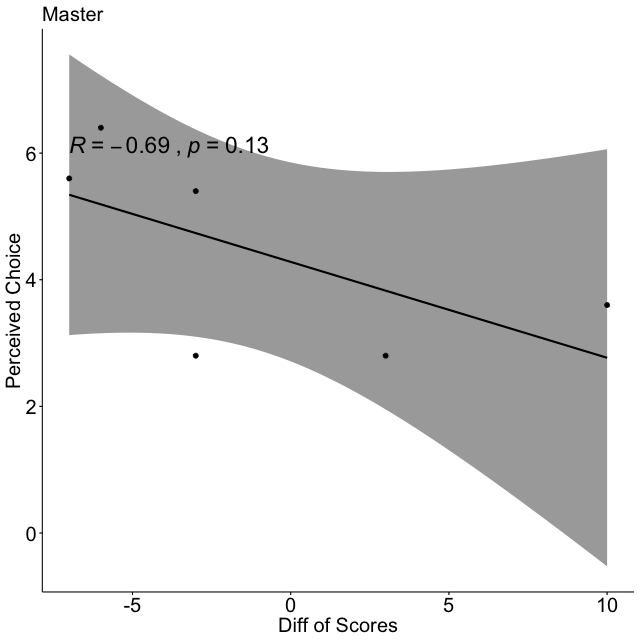 Master
R = −0.69 , p = 0.13
Perceived Choice
6
4
2
0
-5 0 5 10
Diff of Scores